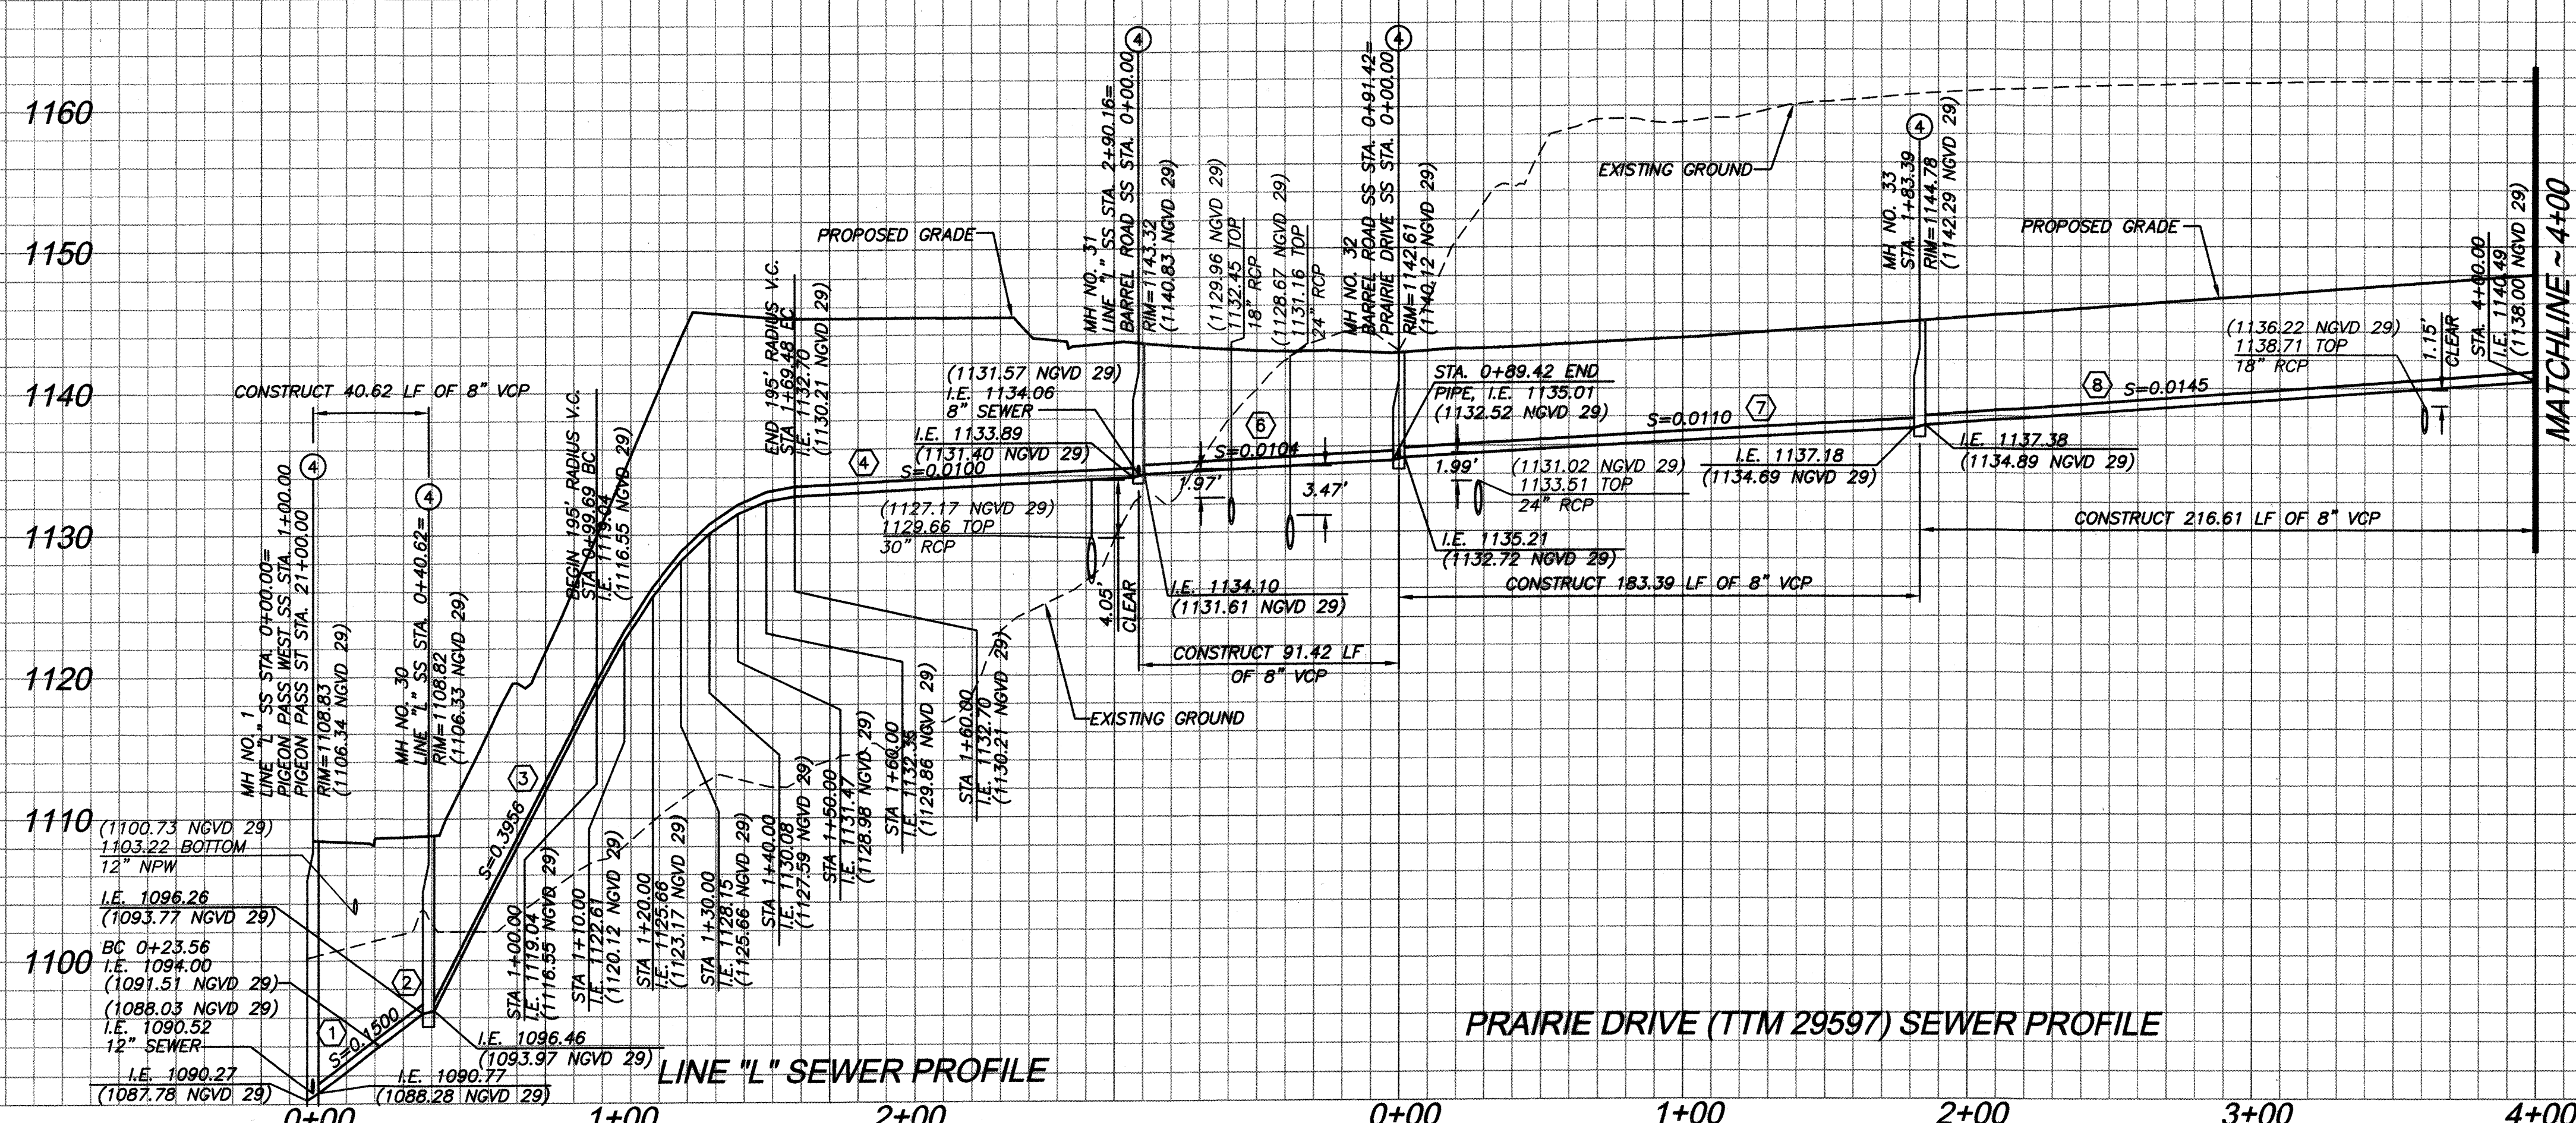 1160
1150
1140
1130
1120
1110
1100
CONSTRUCT 40.62 LF OF 8" VCP
4
MH NO. 1
LINE "L" SS STA. 0+00.00=
PIGEON PASS WEST SS STA. 1+00.00
PIGEON PASS ST STA. 21+00.00
RIM=1108.83
(1106.34 NGVD 29)
4
MH NO. 30
LINE "L" SS STA. 0+40.62=
RIM=1108.82
(1106.33 NGVD 29)
(1100.73 NGVD 29)
1103.22 BOTTOM
12" NPW
I.E. 1096.26
(1093.77 NGVD 29)
BC 0+23.56
I.E. 1094.00
(1091.51 NGVD 29)
(1088.03 NGVD 29)
I.E. 1090.52
12" SEWER
I.E. 1090.27
(1087.78 NGVD 29)
1
S=0.1500
2
I.E. 1090.77
(1088.28 NGVD 29)
I.E. 1096.46
(1093.97 NGVD 29)
3
S=0.3956
BEGIN 195' RADIUS V.C.
STA 0+99.69 BC
I.E. 1119.04
(1116.55 NGVD 29)
END 195' RADIUS V.C.
STA 1+69.48 EC
I.E. 1132.70
(1130.21 NGVD 29)
STA 1+00.00
I.E. 1119.04
(1116.55 NGVD 29)
STA 1+10.00
I.E. 1122.61
(1120.12 NGVD 29)
STA 1+20.00
I.E. 1125.66
(1123.17 NGVD 29)
STA 1+30.00
I.E. 1128.15
(1125.66 NGVD 29)
STA 1+40.00
I.E. 1130.08
(1127.59 NGVD 29)
STA 1+50.00
I.E. 1131.47
(1128.98 NGVD 29)
STA 1+60.00
I.E. 1132.35
(1129.86 NGVD 29)
STA 1+60.00
I.E. 1132.70
(1130.21 NGVD 29)
PROPOSED GRADE
4
S=0.0100
(1131.57 NGVD 29)
I.E. 1134.06
8" SEWER
I.E. 1133.89
(1131.40 NGVD 29)
(1127.17 NGVD 29)
1129.66 TOP
30" RCP
4.05'
CLEAR
EXISTING GROUND
4
MH NO. 31
LINE "L" SS STA. 2+90.16=
BARREL ROAD SS STA. 0+00.00
RIM=1143.32
(1140.83 NGVD 29)
(1129.96 NGVD 29)
1132.45 TOP
18" RCP
(1128.67 NGVD 29)
1131.16 TOP
24" RCP
4
MH NO. 32
BARREL ROAD SS STA. 0+91.42=
PRAIRIE DRIVE SS STA. 0+00.00
RIM=1142.61
(1140.12 NGVD 29)
6
S=0.0104
1.97'
3.47'
I.E. 1134.10
(1131.61 NGVD 29)
CONSTRUCT 91.42 LF
OF 8" VCP
STA. 0+89.42 END
PIPE, I.E. 1135.01
(1132.52 NGVD 29)
1.99'
(1131.02 NGVD 29)
1133.51 TOP
24" RCP
I.E. 1135.21
(1132.72 NGVD 29)
CONSTRUCT 183.39 LF OF 8" VCP
EXISTING GROUND
S=0.0110
7
I.E. 1137.18
(1134.69 NGVD 29)
4
MH NO. 33
STA. 1+83.39
RIM=1144.78
(1142.29 NGVD 29)
I.E. 1137.38
(1134.89 NGVD 29)
PROPOSED GRADE
8
S=0.0145
(1136.22 NGVD 29)
1138.71 TOP
18" RCP
1.15'
CLEAR
STA. 4+00.00
I.E. 1140.49
(1138.00 NGVD 29)
CONSTRUCT 216.61 LF OF 8" VCP
MATCHLINE ~ 4+00
LINE "L" SEWER PROFILE
PRAIRIE DRIVE (TTM 29597) SEWER PROFILE
0+00
1+00
2+00
0+00
1+00
2+00
3+00
4+00